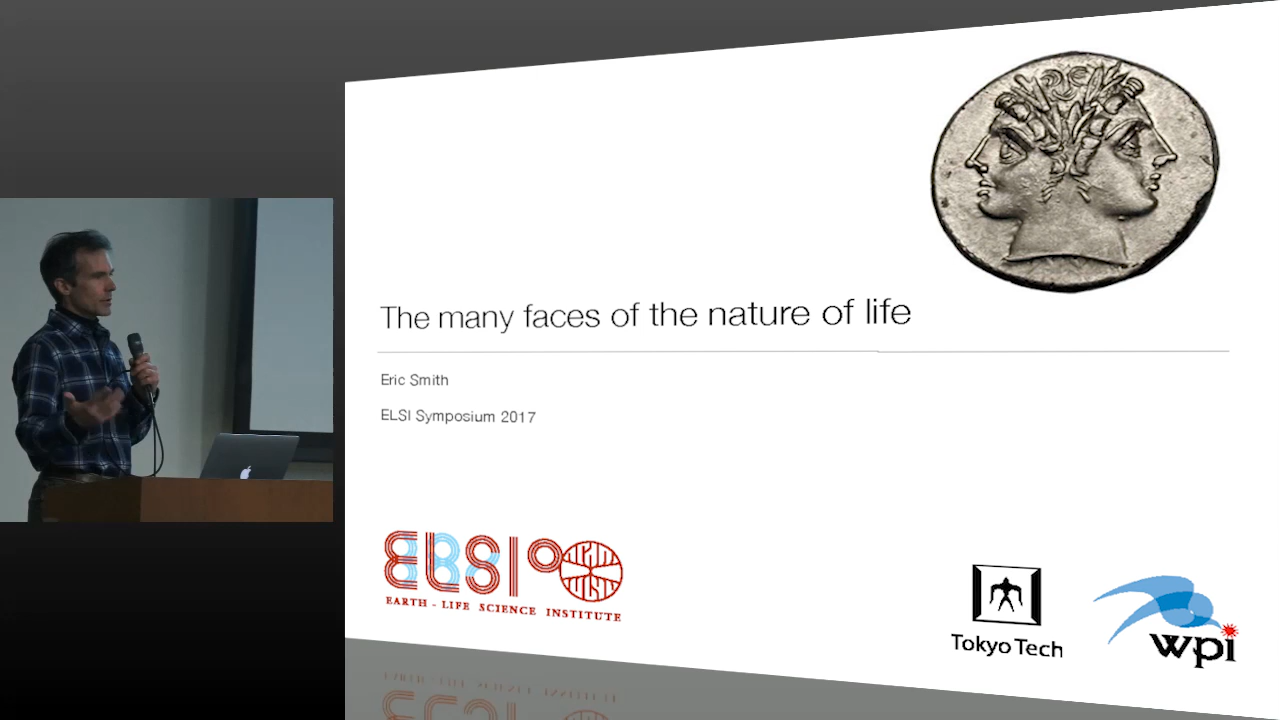 The many faces of the nature of life
Eric Smith
ELSI Symposium 2017
ELSI
EARTH - LIFE SCIENCE INSTITUTE
Tokyo Tech
wpi